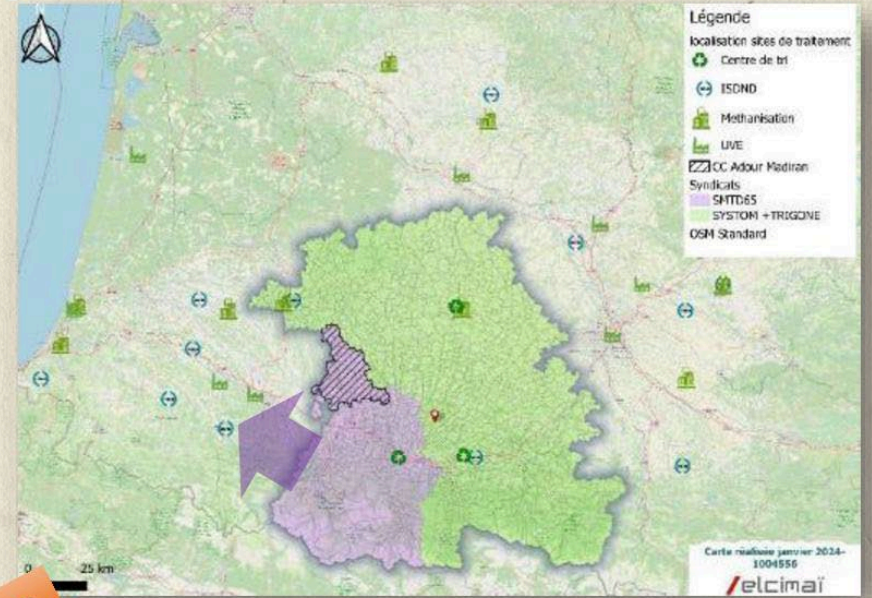 Légende
localisation sites de traitement
Centre de tri
ISDND
Methanisation
UVE
CC Adour Madiran
Syndicats
SMTD65
SYSTOM +TRIGONE
OSM Standard
0 25 km
Carte réalisée janvier 2024-
1004556
/elcimaï